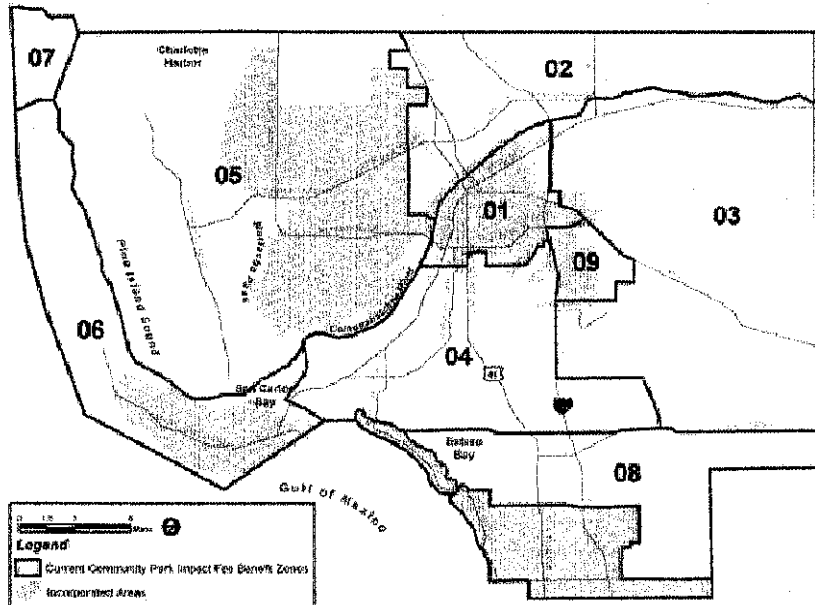 07
Charlotte
Harbor
02
05
01
03
09
Pine Island Sound
06
Caloosahatchee River
04
San Carlos
Bay
Estero
Bay
08
Gulf of Mexico
Miles
Legend
Current Community Park Impact Fee Benefit Zones
Incorporated Areas